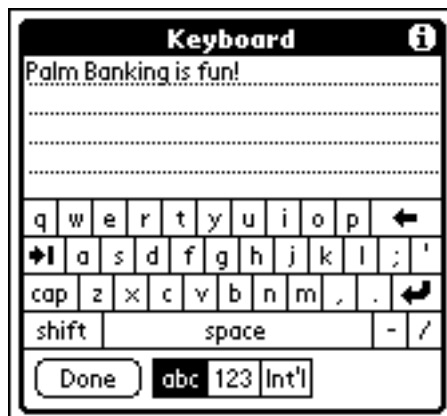 Keyboard i
Palm Banking is fun!
q w e r t y u i o p
a s d f g h j k l ; '
cap z x c v b n m , .
shift space - /
Done abc 123 Int'l